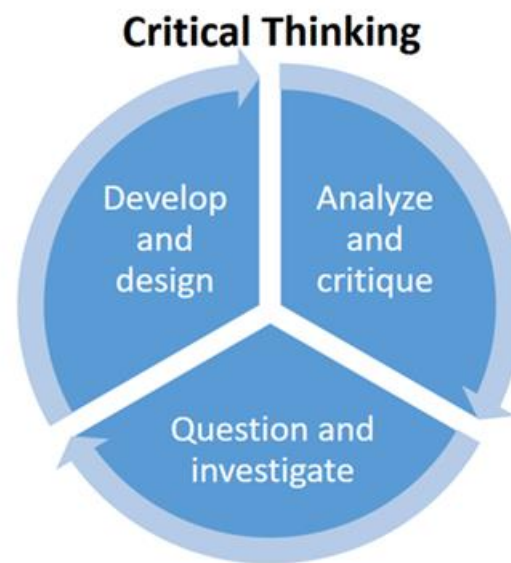 Critical Thinking
Develop
and
design
Analyze
and
critique
Question and
investigate